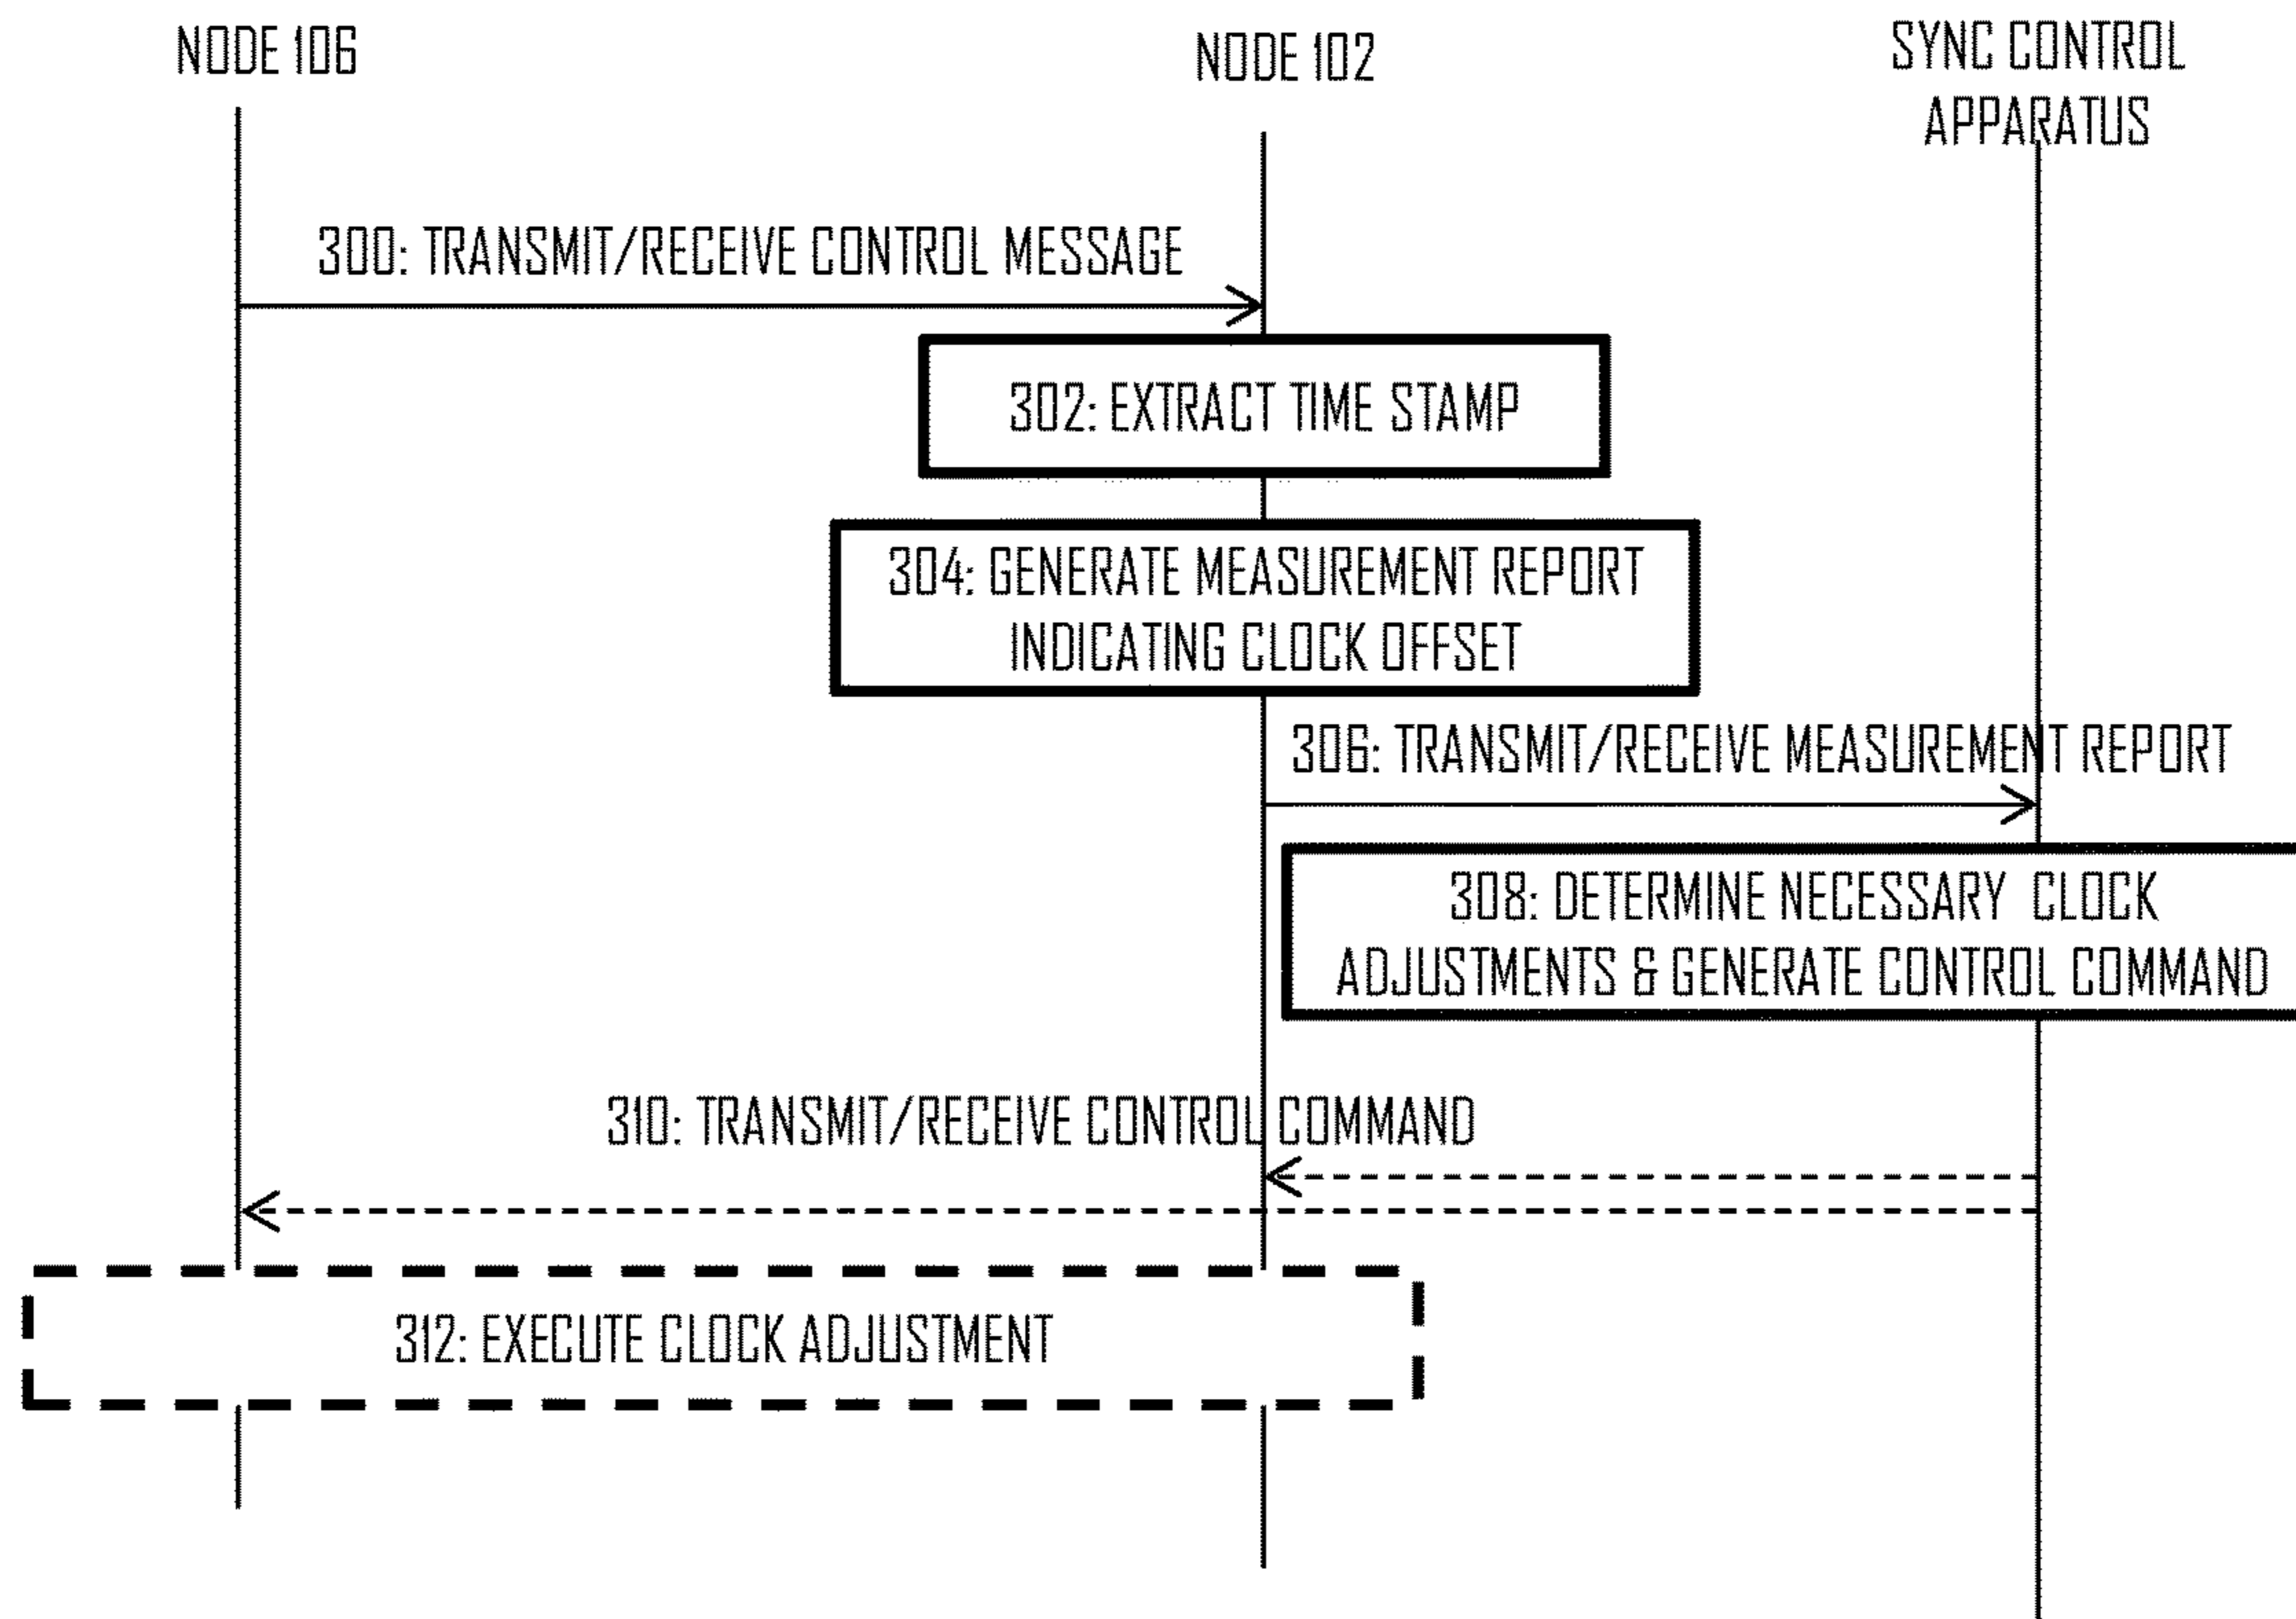 NODE 106
NODE 102
SYNC CONTROL
APPARATUS
300: TRANSMIT/RECEIVE CONTROL MESSAGE
302: EXTRACT TIME STAMP
304: GENERATE MEASUREMENT REPORT
INDICATING CLOCK OFFSET
306: TRANSMIT/RECEIVE MEASUREMENT REPORT
308: DETERMINE NECESSARY CLOCK
ADJUSTMENTS & GENERATE CONTROL COMMAND
310: TRANSMIT/RECEIVE CONTROL COMMAND
312: EXECUTE CLOCK ADJUSTMENT